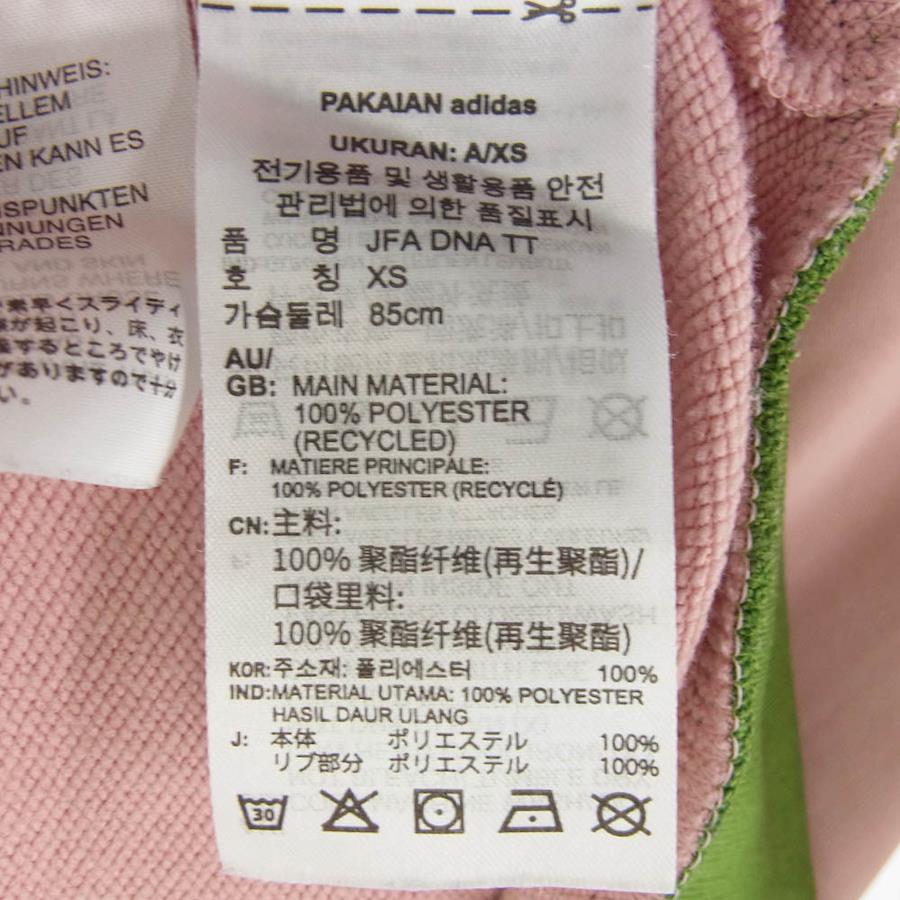 HINWEIS:
ELLEM
UF
EN KANN ES
NSPUNKTEN
NNUNGEN
RADES
素早くスライディ
が起こり、床、衣
するところでやけ
がありますので十分
い。
PAKAIAN adidas
UKURAN: A/XS
전기용품 및 생활용품 안전
관리법에 의한 품질표시
품 명 JFA DNA TT
호 칭 XS
가슴둘레 85cm
AU/
GB: MAIN MATERIAL:
100% POLYESTER
(RECYCLED)
F: MATIERE PRINCIPALE:
100% POLYESTER (RECYCLÉ)
CN: 主料:
100% 聚酯纤维(再生聚酯)/
口袋里料:
100% 聚酯纤维(再生聚酯)
KOR: 주소재: 폴리에스터 100%
IND: MATERIAL UTAMA: 100% POLYESTER
HASIL DAUR ULANG
J: 本体 ポリエステル 100%
リブ部分 ポリエステル 100%
30